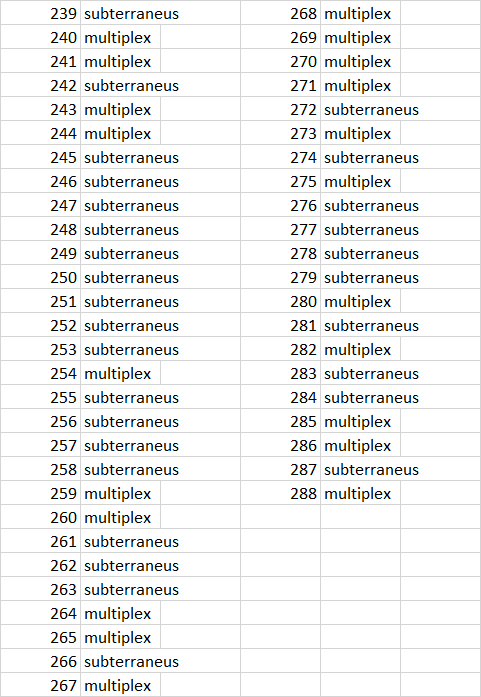 239 subterraneus
240 multiplex
241 multiplex
242 subterraneus
243 multiplex
244 multiplex
245 subterraneus
246 subterraneus
247 subterraneus
248 subterraneus
249 subterraneus
250 subterraneus
251 subterraneus
252 subterraneus
253 subterraneus
254 multiplex
255 subterraneus
256 subterraneus
257 subterraneus
258 subterraneus
259 multiplex
260 multiplex
261 subterraneus
262 subterraneus
263 subterraneus
264 multiplex
265 multiplex
266 subterraneus
267 multiplex
268 multiplex
269 multiplex
270 multiplex
271 multiplex
272 subterraneus
273 multiplex
274 subterraneus
275 multiplex
276 subterraneus
277 subterraneus
278 subterraneus
279 subterraneus
280 multiplex
281 subterraneus
282 multiplex
283 subterraneus
284 subterraneus
285 multiplex
286 multiplex
287 subterraneus
288 multiplex